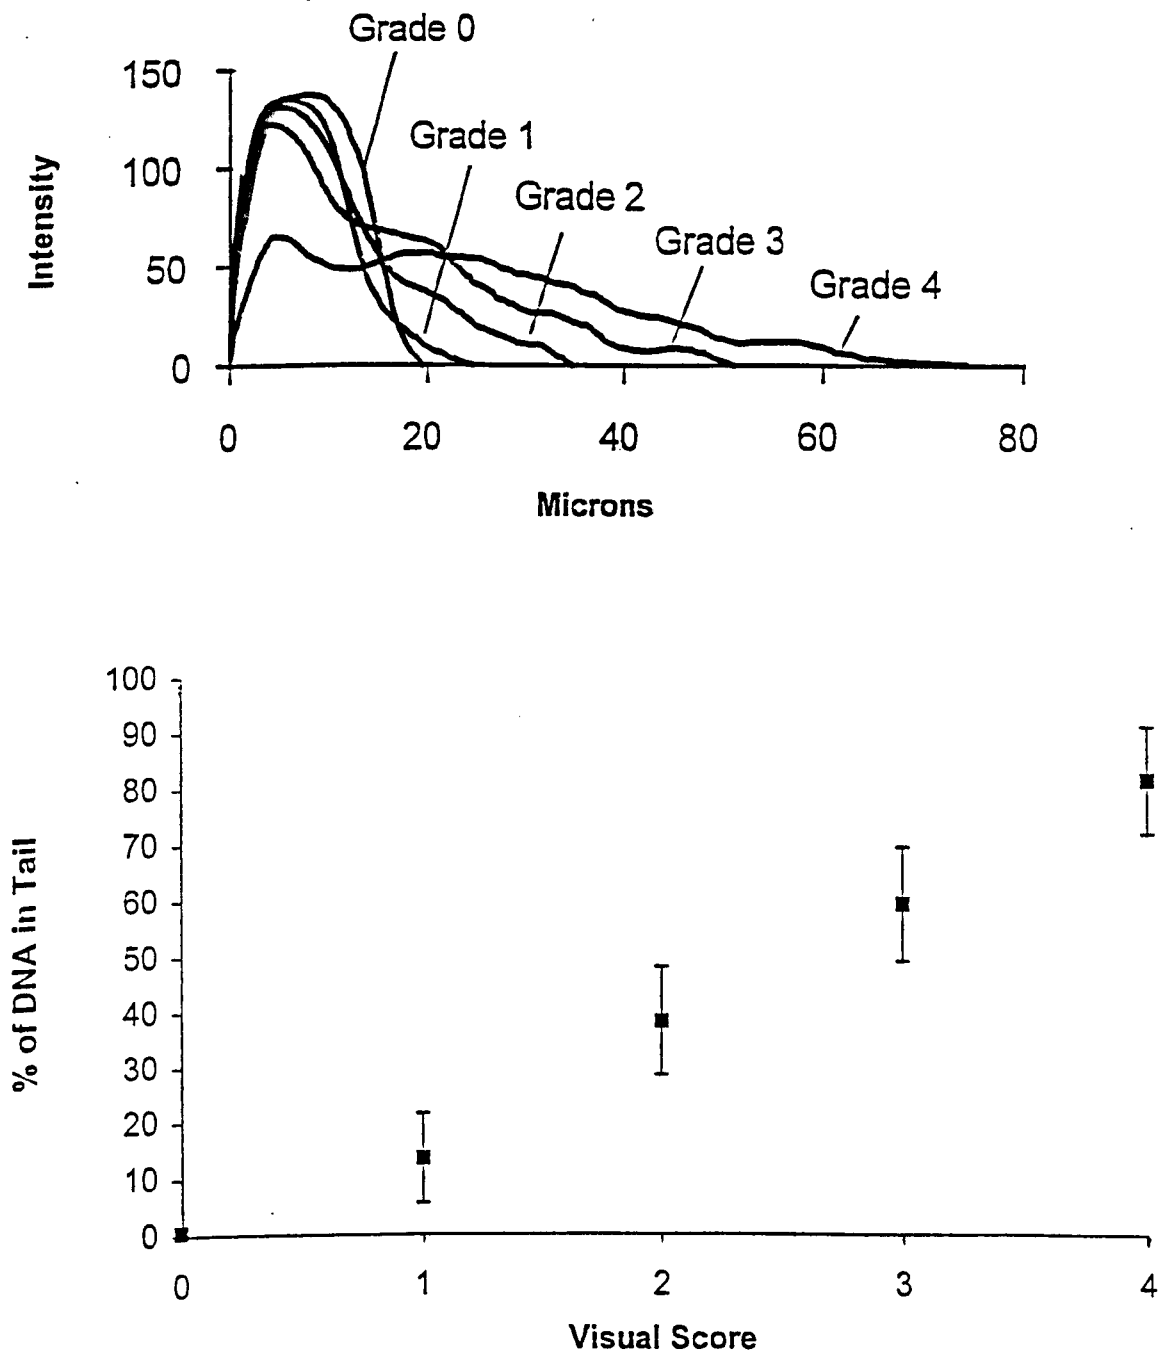 Grade 0
150
Grade 1
100
Grade 2
Intensity
Grade 3
50
Grade 4
0
0 20 40 60 80
Microns
100
90
80
70
60
% of DNA in Tail
50
40
30
20
10
0
0 1 2 3 4
Visual Score